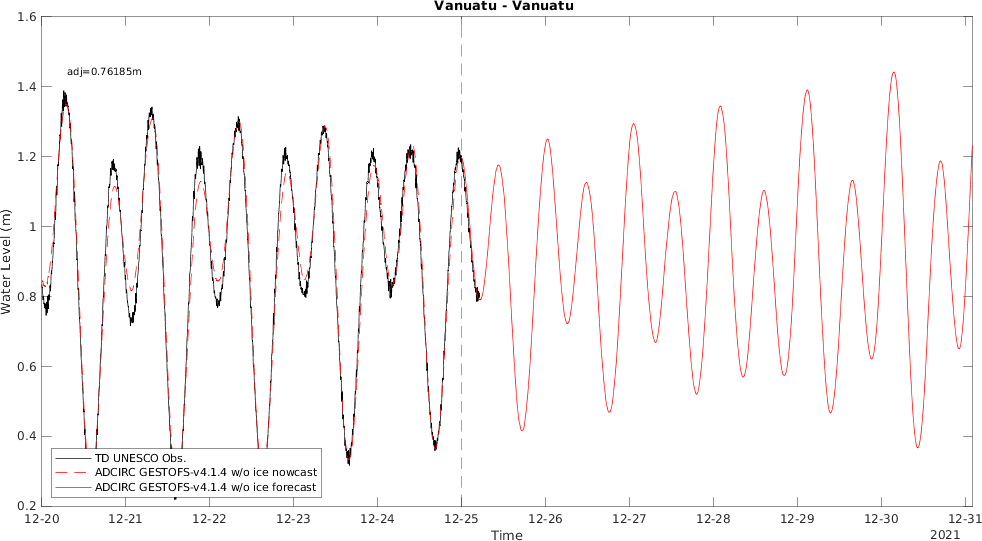 Vanuatu - Vanuatu
1.6
adj=0.76185m
1.4
1.2
1
0.8
0.6
0.4
0.2
Water Level (m)
TD UNESCO Obs.
ADCIRC GESTOFS-v4.1.4 w/o ice nowcast
ADCIRC GESTOFS-v4.1.4 w/o ice forecast
12-20 12-21 12-22 12-23 12-24 12-25 12-26 12-27 12-28 12-29 12-30 12-31
Time
2021